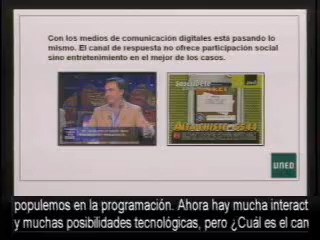 Con los medios de comunicación digitales está pasando lo
mismo. El canal de respuesta no ofrece participación social
sino entretenimiento en el mejor de los casos.
UNED
populemos en la programación. Ahora hay mucha interact
y muchas posibilidades tecnológicas, pero ¿Cuál es el can